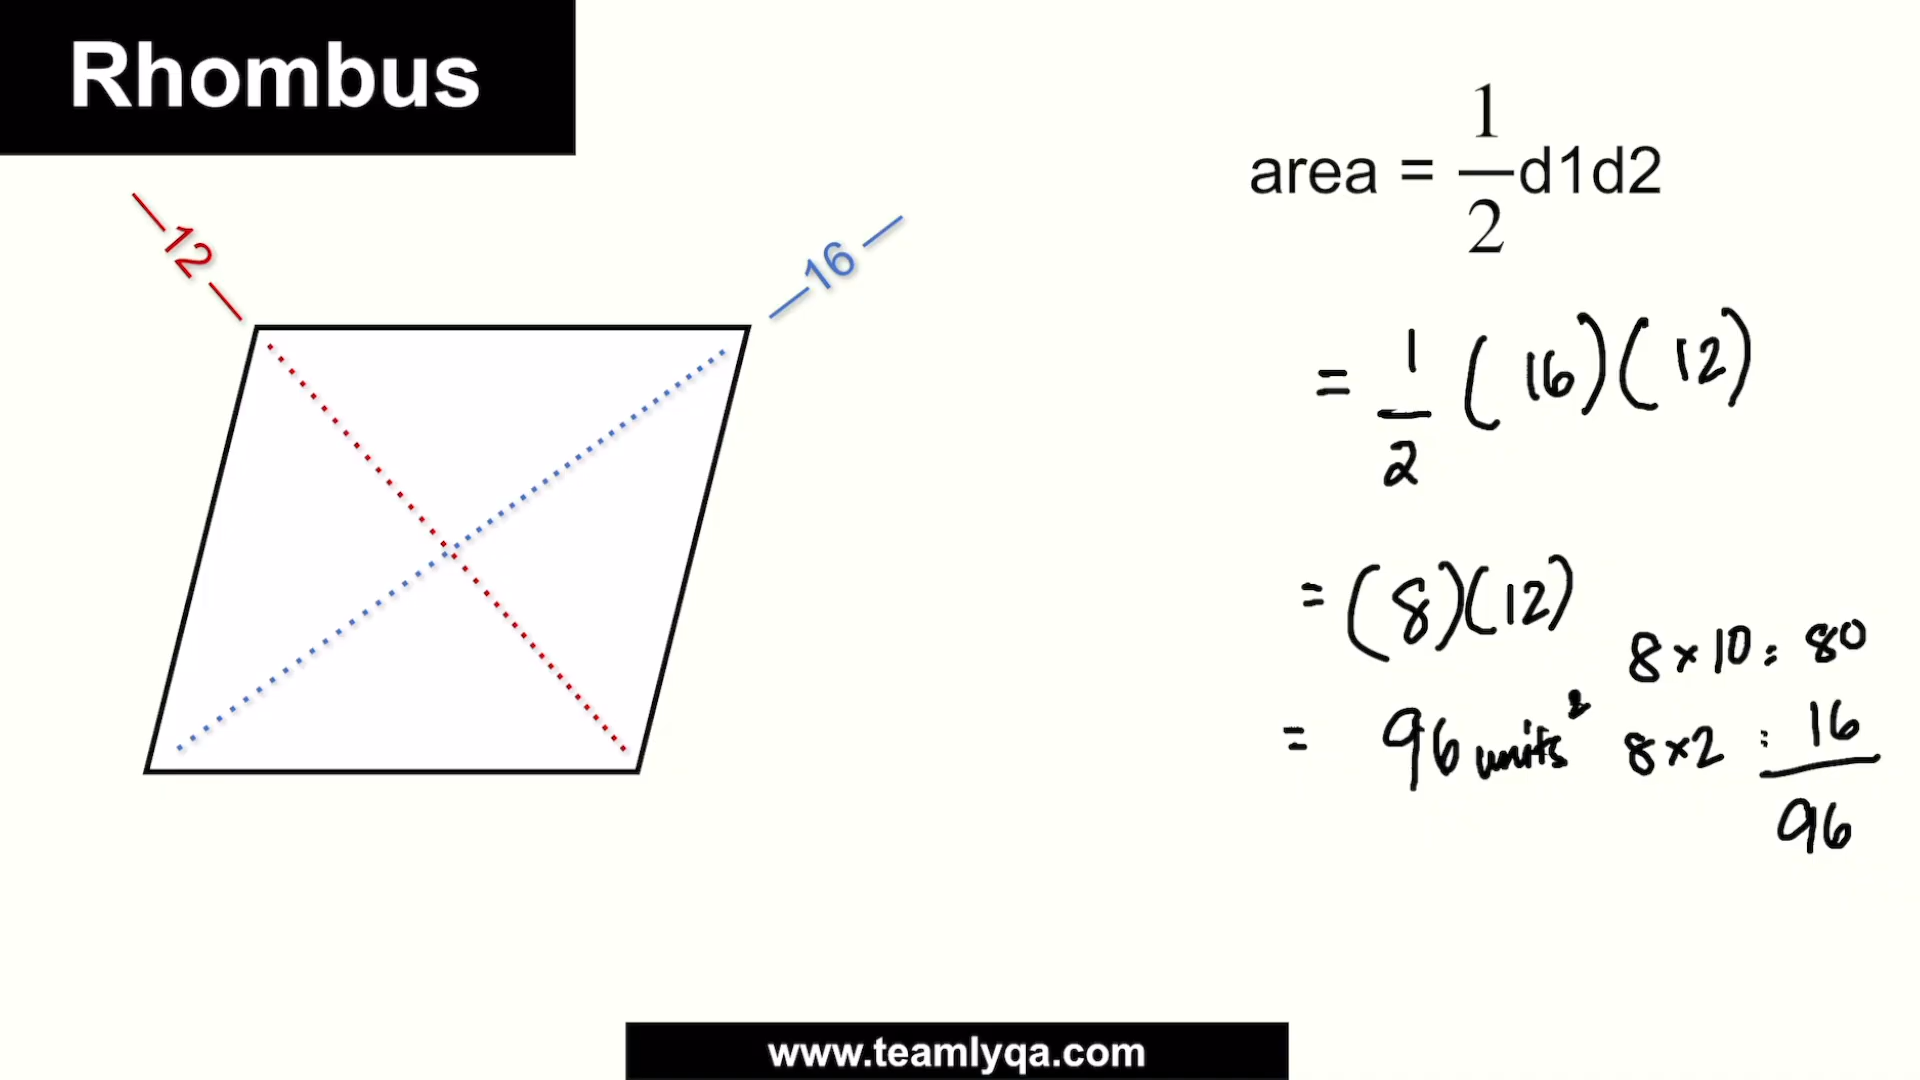 Rhombus
12
16
area = 1/2 d1d2
= 1/2 (16)(12)
= (8)(12)
8 x 10 = 80
= 96 units²
8 x 2 = 16
96
www.teamlyqa.com